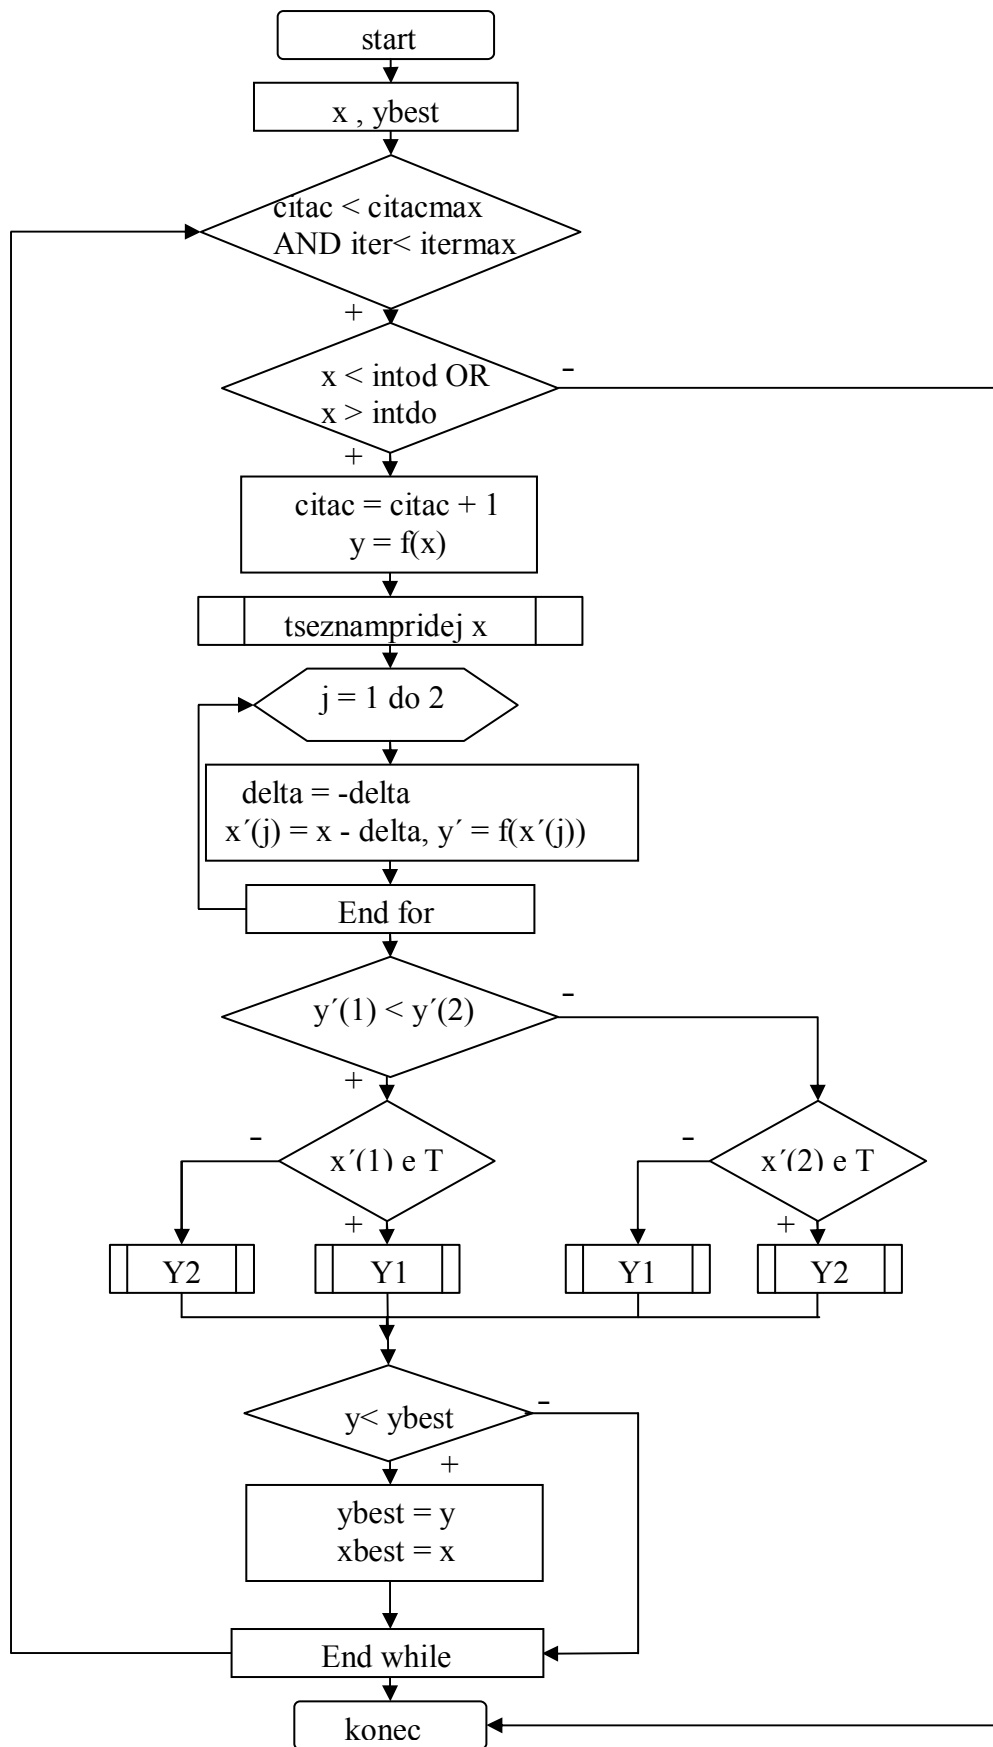 start
x , ybest
citac < citacmax
AND iter< itermax
+
x < intod OR
x > intdo
-
+
citac = citac + 1
y = f(x)
tseznampridej x
j = 1 do 2
delta = -delta
x´(j) = x - delta, y´ = f(x´(j))
End for
y´(1) < y´(2)
-
+
-
x´(1) e T
-
x´(2) e T
+
+
Y2
Y1
Y1
Y2
-
y< ybest
+
ybest = y
xbest = x
End while
konec